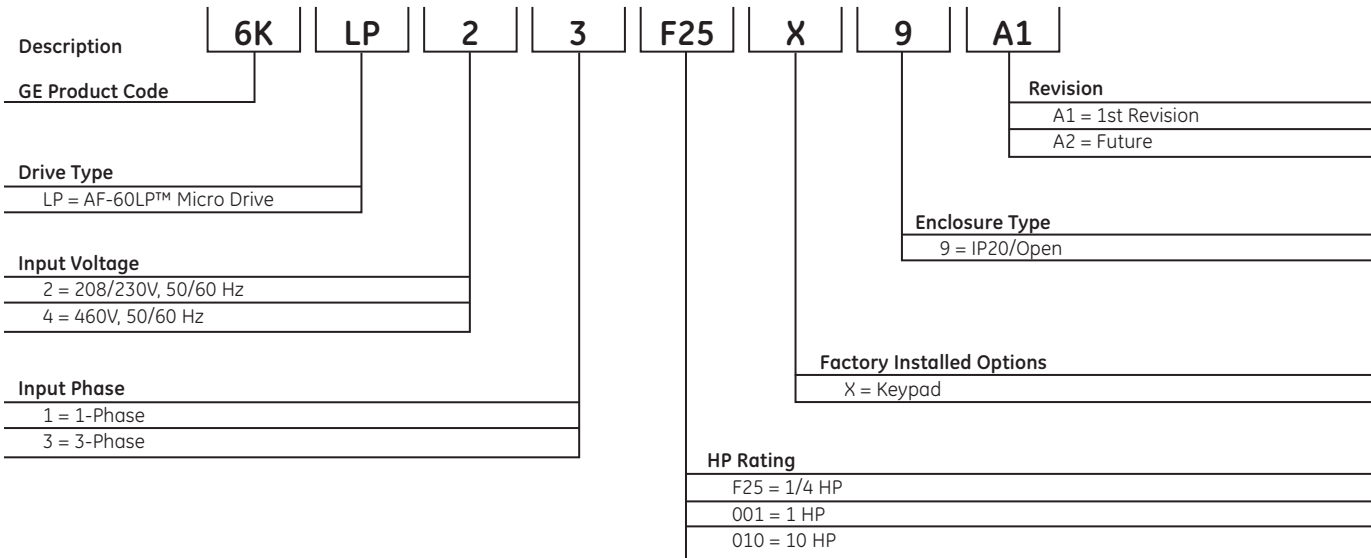 Description 6K LP 2 3 F25 X 9 A1
GE Product Code
Drive Type
LP = AF-60LP™ Micro Drive
Input Voltage
2 = 208/230V, 50/60 Hz
4 = 460V, 50/60 Hz
Input Phase
1 = 1-Phase
3 = 3-Phase
Revision
A1 = 1st Revision
A2 = Future
Enclosure Type
9 = IP20/Open
Factory Installed Options
X = Keypad
HP Rating
F25 = 1/4 HP
001 = 1 HP
010 = 10 HP